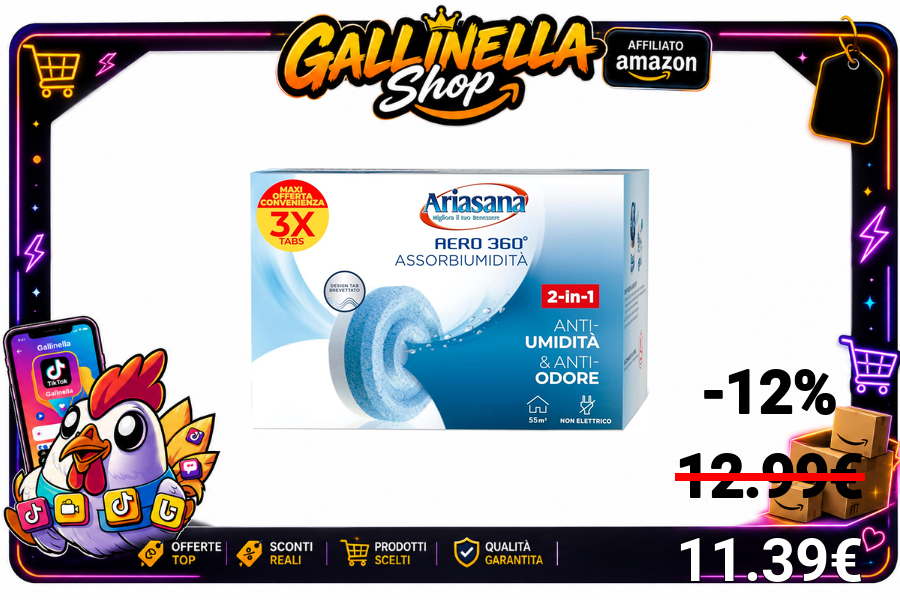 GALLINELLA
Shop
AFFILIATO
amazon
MAXI
OFFERTA
CONVENIENZA
3X
TABS
Ariasana
Migliora il tuo Benessere
AERO 360°
ASSORBIUMIDITÀ
DESIGN TAB
BREVETTATO
2-in-1
ANTI-
UMIDITÀ
& ANTI-
ODORE
55m²
NON ELETTRICO
Gallinella
TikTok
Gallinella
-12%
12.99€
11.39€
OFFERTE
TOP
SCONTI
REALI
PRODOTTI
SCELTI
QUALITÀ
GARANTITA